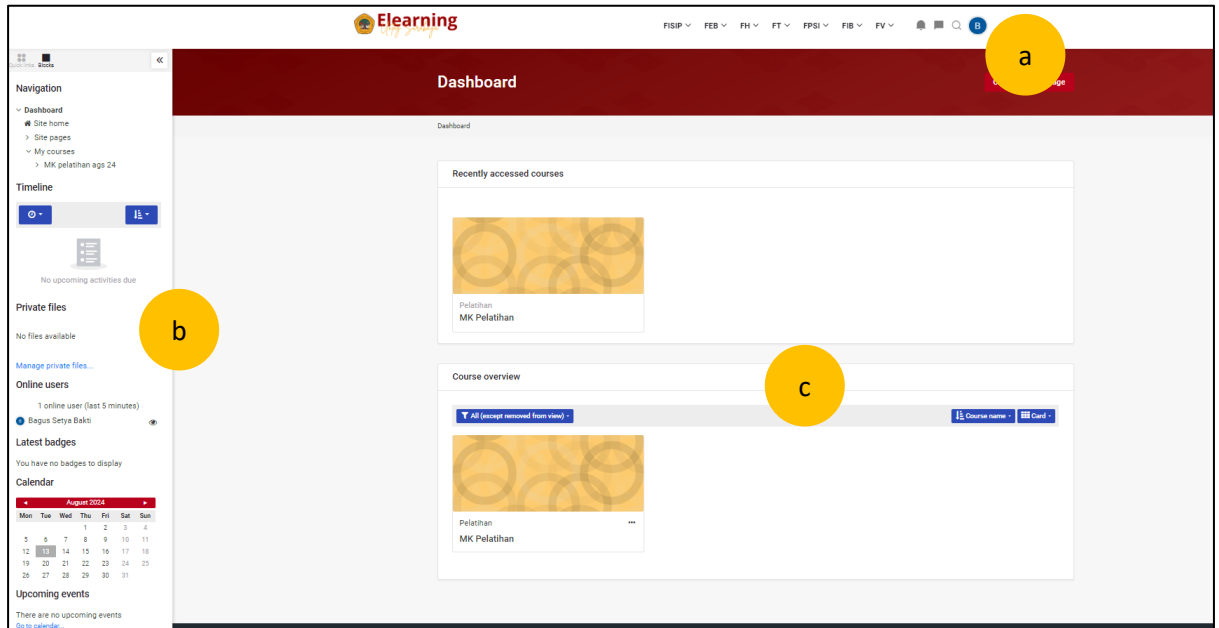 Elearning
FISIP FEB FH FT FPSI FIB FV B
a
Quick links Blocks
Dashboard
Navigation
Dashboard
Site home
Site pages
My courses
MK pelatihan ags 24
Timeline
No upcoming activities due
Private files
No files available
Manage private files...
Online users
1 online user (last 5 minutes)
Bagus Setya Bakti
Latest badges
You have no badges to display
Calendar
◄ August 2024 ►
Mon Tue Wed Thu Fri Sat Sun
1 2 3 4
5 6 7 8 9 10 11
12 13 14 15 16 17 18
19 20 21 22 23 24 25
26 27 28 29 30 31
Upcoming events
There are no upcoming events
Go to calendar...
b
Dashboard
Recently accessed courses
Pelatihan
MK Pelatihan
Course overview
c
All (except removed from view)
Course name Card
Pelatihan
MK Pelatihan